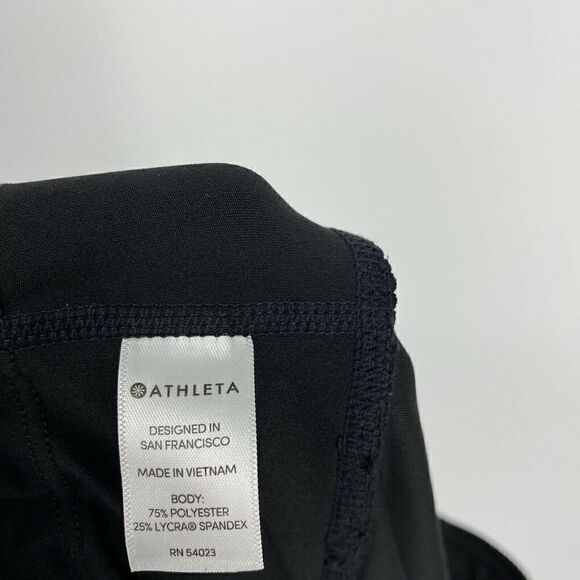 ATHLETA
DESIGNED IN
SAN FRANCISCO
MADE IN VIETNAM
BODY:
75% POLYESTER
25% LYCRA® SPANDEX
RN 54023